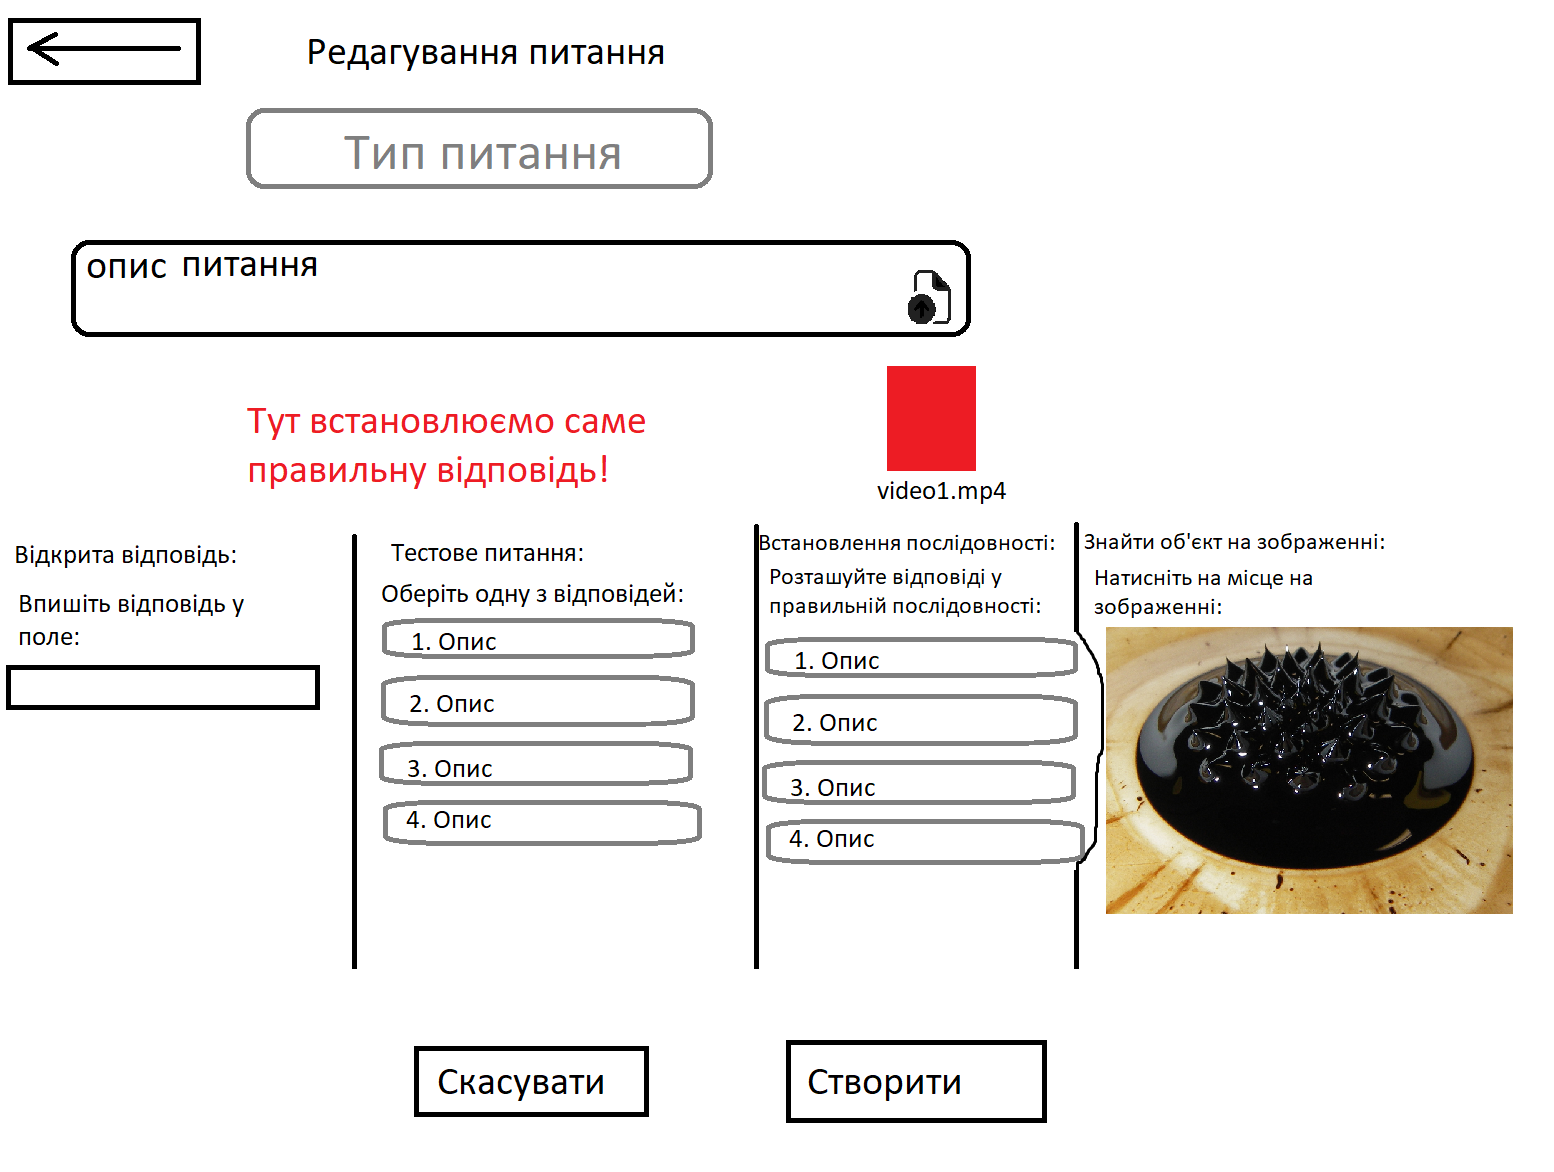 Редагування питання
Тип питання
опис питання
Тут встановлюємо саме
правильну відповідь!
video1.mp4
Відкрита відповідь:
Впишіть відповідь у
поле:
Тестове питання:
Оберіть одну з відповідей:
1. Опис
2. Опис
3. Опис
4. Опис
Встановлення послідовності:
Розташуйте відповіді у
правильній послідовності:
1. Опис
2. Опис
3. Опис
4. Опис
Знайти об'єкт на зображенні:
Натисніть на місце на
зображенні:
Скасувати
Створити